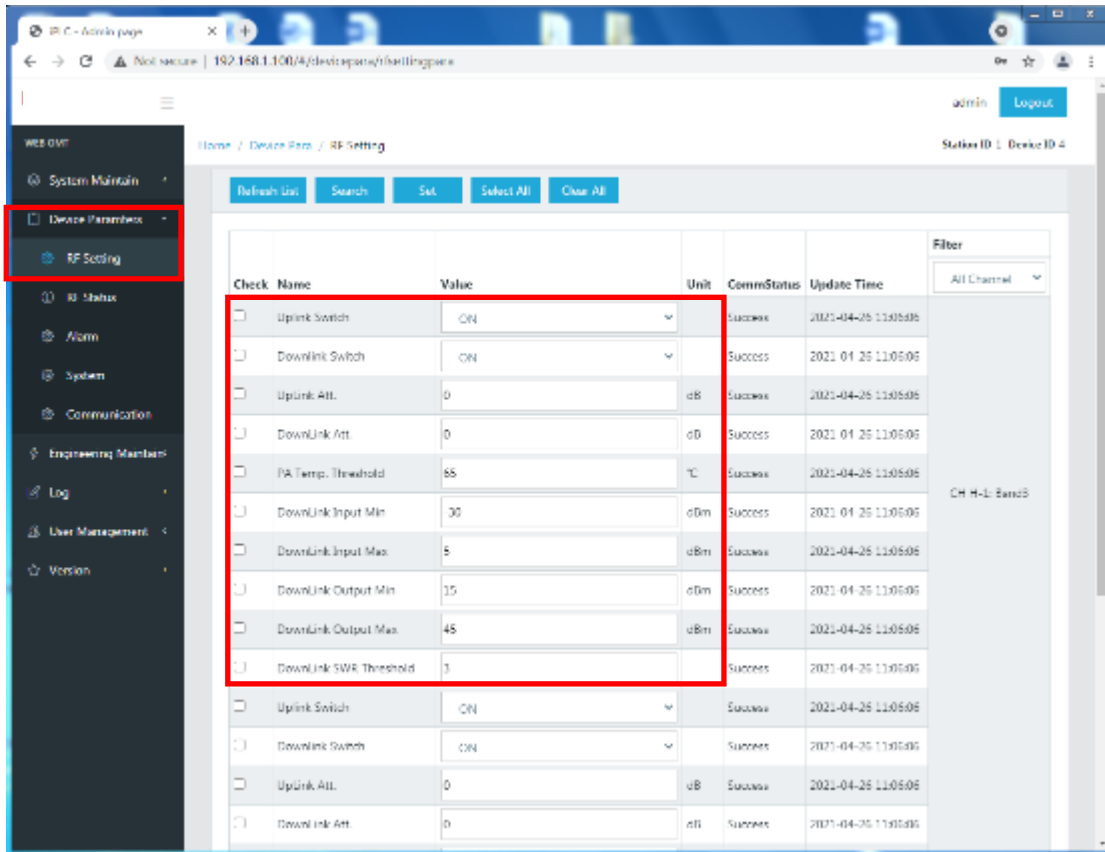 - Admin page
Not secure | 192.168.1.100/#/devicepara/rfsettingpara
admin Logout
WEB OMT
Home / Device Para / RF Setting
Station ID 1 Device ID 4
System Maintain
Refresh List Search Set Select All Clear All
Device Paramters
RF Setting
RF Status
Alarm
System
Communication
Engineering Maintain
Log
User Management
Version
Filter
All Channel
Check Name Value Unit CommStatus Update Time
Uplink Switch ON Success 2021-04-26 11:06:06
Downlink Switch ON Success 2021-04-26 11:06:06
UpLink Att. 0 dB Success 2021-04-26 11:06:06
DownLink Att. 0 dB Success 2021-04-26 11:06:06
PA Temp. Threshold 65 ℃ Success 2021-04-26 11:06:06
CH H-1: Band3
DownLink Input Min -30 dBm Success 2021-04-26 11:06:06
DownLink Input Max 5 dBm Success 2021-04-26 11:06:06
DownLink Output Min 15 dBm Success 2021-04-26 11:06:06
DownLink Output Max 45 dBm Success 2021-04-26 11:06:06
DownLink SWR Threshold 3 Success 2021-04-26 11:06:06
Uplink Switch ON Success 2021-04-26 11:06:06
Downlink Switch ON Success 2021-04-26 11:06:06
UpLink Att. 0 dB Success 2021-04-26 11:06:06
DownLink Att. 0 dB Success 2021-04-26 11:06:06